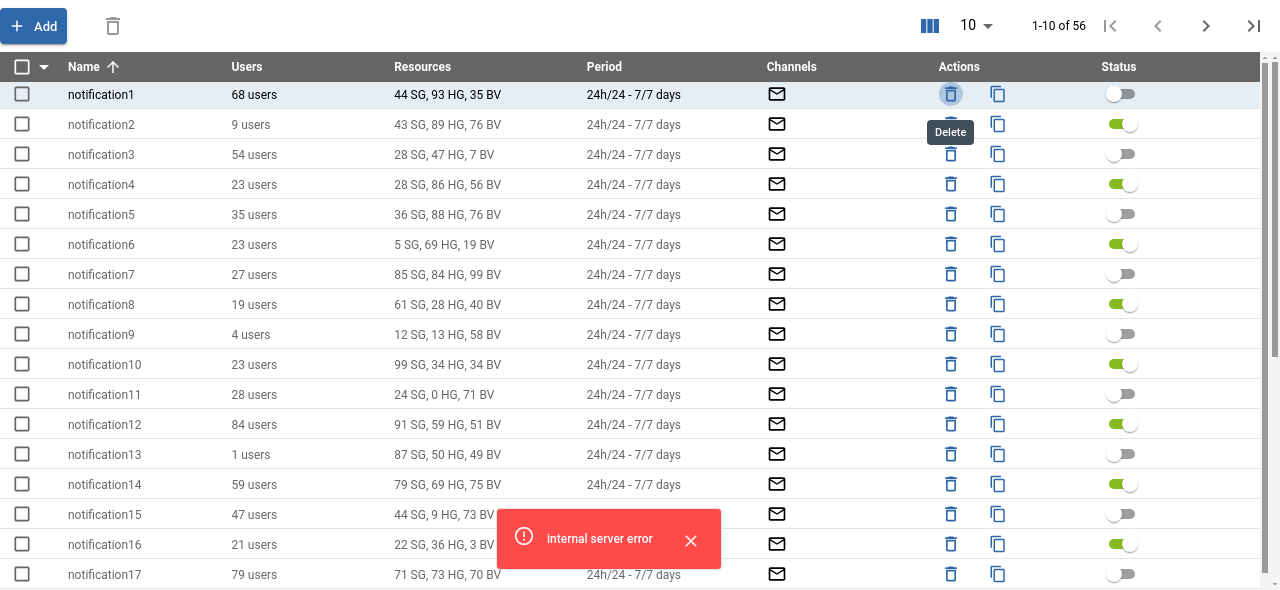 Add 10 1-10 of 56
Name Users Resources Period Channels Actions Status
notification1 68 users 44 SG, 93 HG, 35 BV 24h/24 - 7/7 days
notification2 9 users 43 SG, 89 HG, 76 BV 24h/24 - 7/7 days
Delete
notification3 54 users 28 SG, 47 HG, 7 BV 24h/24 - 7/7 days
notification4 23 users 28 SG, 86 HG, 56 BV 24h/24 - 7/7 days
notification5 35 users 36 SG, 88 HG, 76 BV 24h/24 - 7/7 days
notification6 23 users 5 SG, 69 HG, 19 BV 24h/24 - 7/7 days
notification7 27 users 85 SG, 84 HG, 99 BV 24h/24 - 7/7 days
notification8 19 users 61 SG, 28 HG, 40 BV 24h/24 - 7/7 days
notification9 4 users 12 SG, 13 HG, 58 BV 24h/24 - 7/7 days
notification10 23 users 99 SG, 34 HG, 34 BV 24h/24 - 7/7 days
notification11 28 users 24 SG, 0 HG, 71 BV 24h/24 - 7/7 days
notification12 84 users 91 SG, 59 HG, 51 BV 24h/24 - 7/7 days
notification13 1 users 87 SG, 50 HG, 49 BV 24h/24 - 7/7 days
notification14 59 users 79 SG, 69 HG, 75 BV 24h/24 - 7/7 days
notification15 47 users 44 SG, 9 HG, 73 BV
notification16 21 users 22 SG, 36 HG, 3 BV
internal server error
notification17 79 users 71 SG, 73 HG, 70 BV 24h/24 - 7/7 days